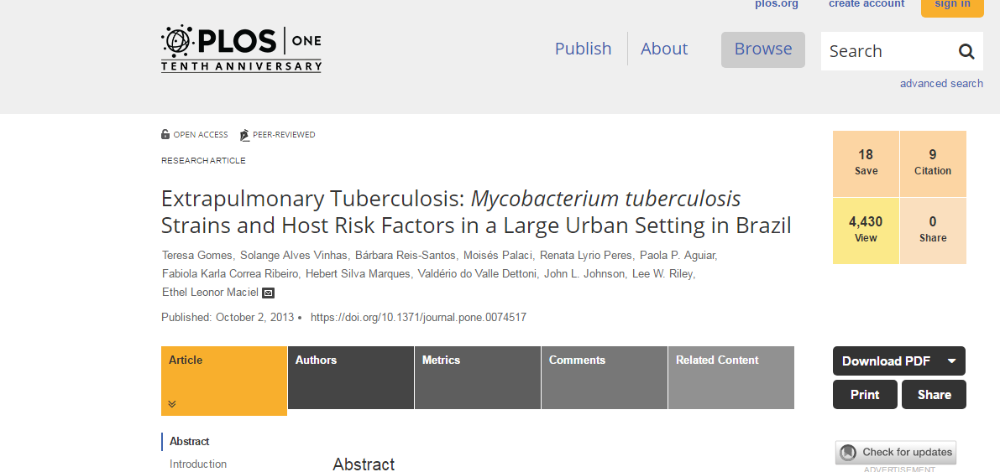 plos.org
create account
sign in
PLOS ONE
TENTH ANNIVERSARY
Publish
About
Browse
Search
advanced search
OPEN ACCESS
PEER-REVIEWED
RESEARCH ARTICLE
Extrapulmonary Tuberculosis: Mycobacterium tuberculosis
Strains and Host Risk Factors in a Large Urban Setting in Brazil
Teresa Gomes, Solange Alves Vinhas, Bárbara Reis-Santos, Moisés Palaci, Renata Lyrio Peres, Paola P. Aguiar,
Fabiola Karla Correa Ribeiro, Hebert Silva Marques, Valdério do Valle Dettoni, John L. Johnson, Lee W. Riley,
Ethel Leonor Maciel
Published: October 2, 2013 • https://doi.org/10.1371/journal.pone.0074517
18
Save
9
Citation
4,430
View
0
Share
Article
Authors
Metrics
Comments
Related Content
Download PDF
Print
Share
Abstract
Introduction
Abstract
Check for updates
ADVERTISEMENT